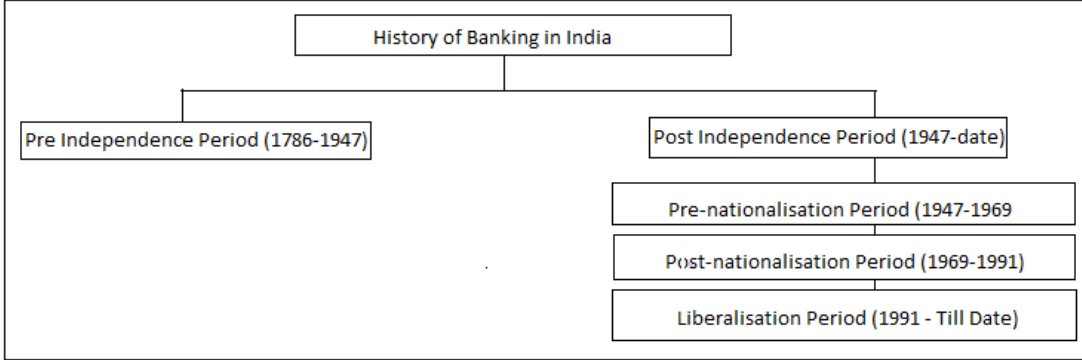 History of Banking in India
Pre Independence Period (1786-1947)
Post Independence Period (1947-date)
Pre-nationalisation Period (1947-1969
Post-nationalisation Period (1969-1991)
Liberalisation Period (1991 - Till Date)